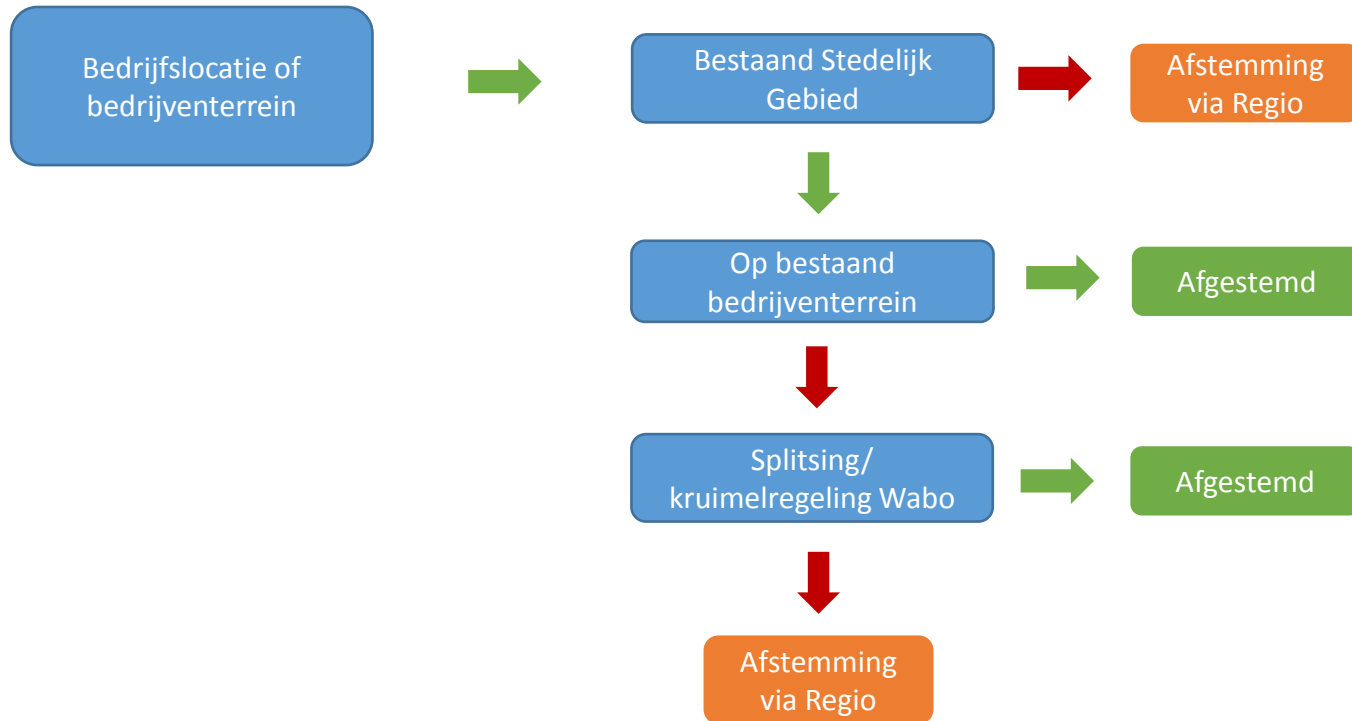 Bedrijfslocatie of
bedrijventerrein
Bestaand Stedelijk
Gebied
Afstemming
via Regio
Op bestaand
bedrijventerrein
Afgestemd
Splitsing/
kruimelregeling Wabo
Afgestemd
Afstemming
via Regio